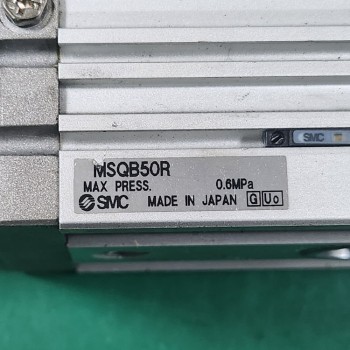 SMC
MSQB50R
MAX PRESS. 0.6MPa
SMC MADE IN JAPAN G Uo